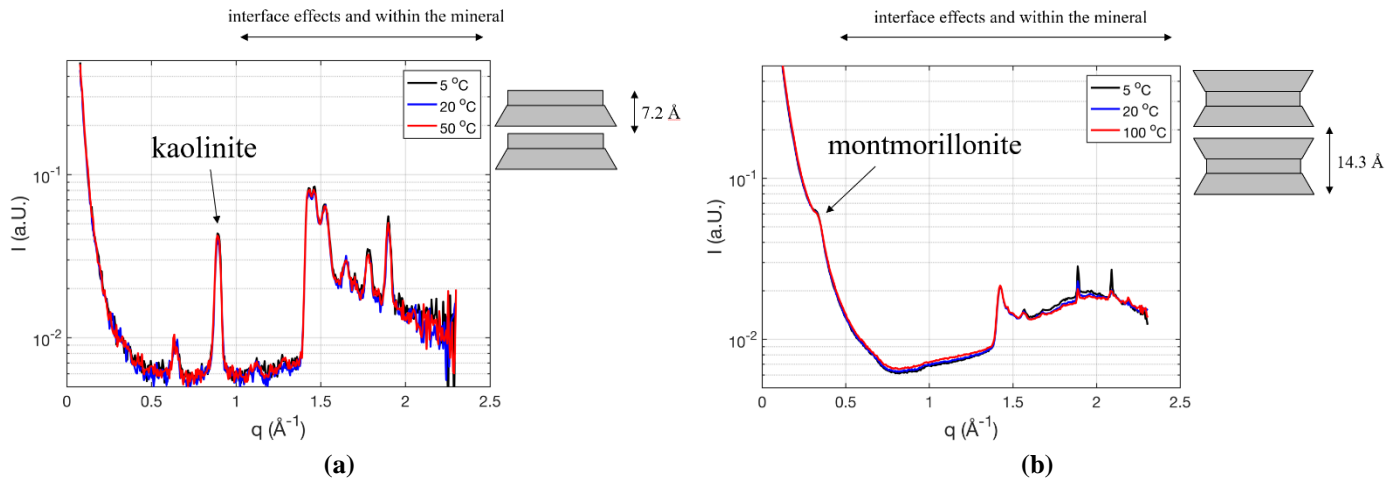 interface effects and within the mineral
5 °C
20 °C
50 °C
kaolinite
7.2 Å
10⁻¹
10⁻²
I (a.U.)
0 0.5 1 1.5 2 2.5
q (Å⁻¹)
(a)
interface effects and within the mineral
5 °C
20 °C
100 °C
montmorillonite
14.3 Å
10⁻¹
10⁻²
I (a.U.)
0 0.5 1 1.5 2 2.5
q (Å⁻¹)
(b)